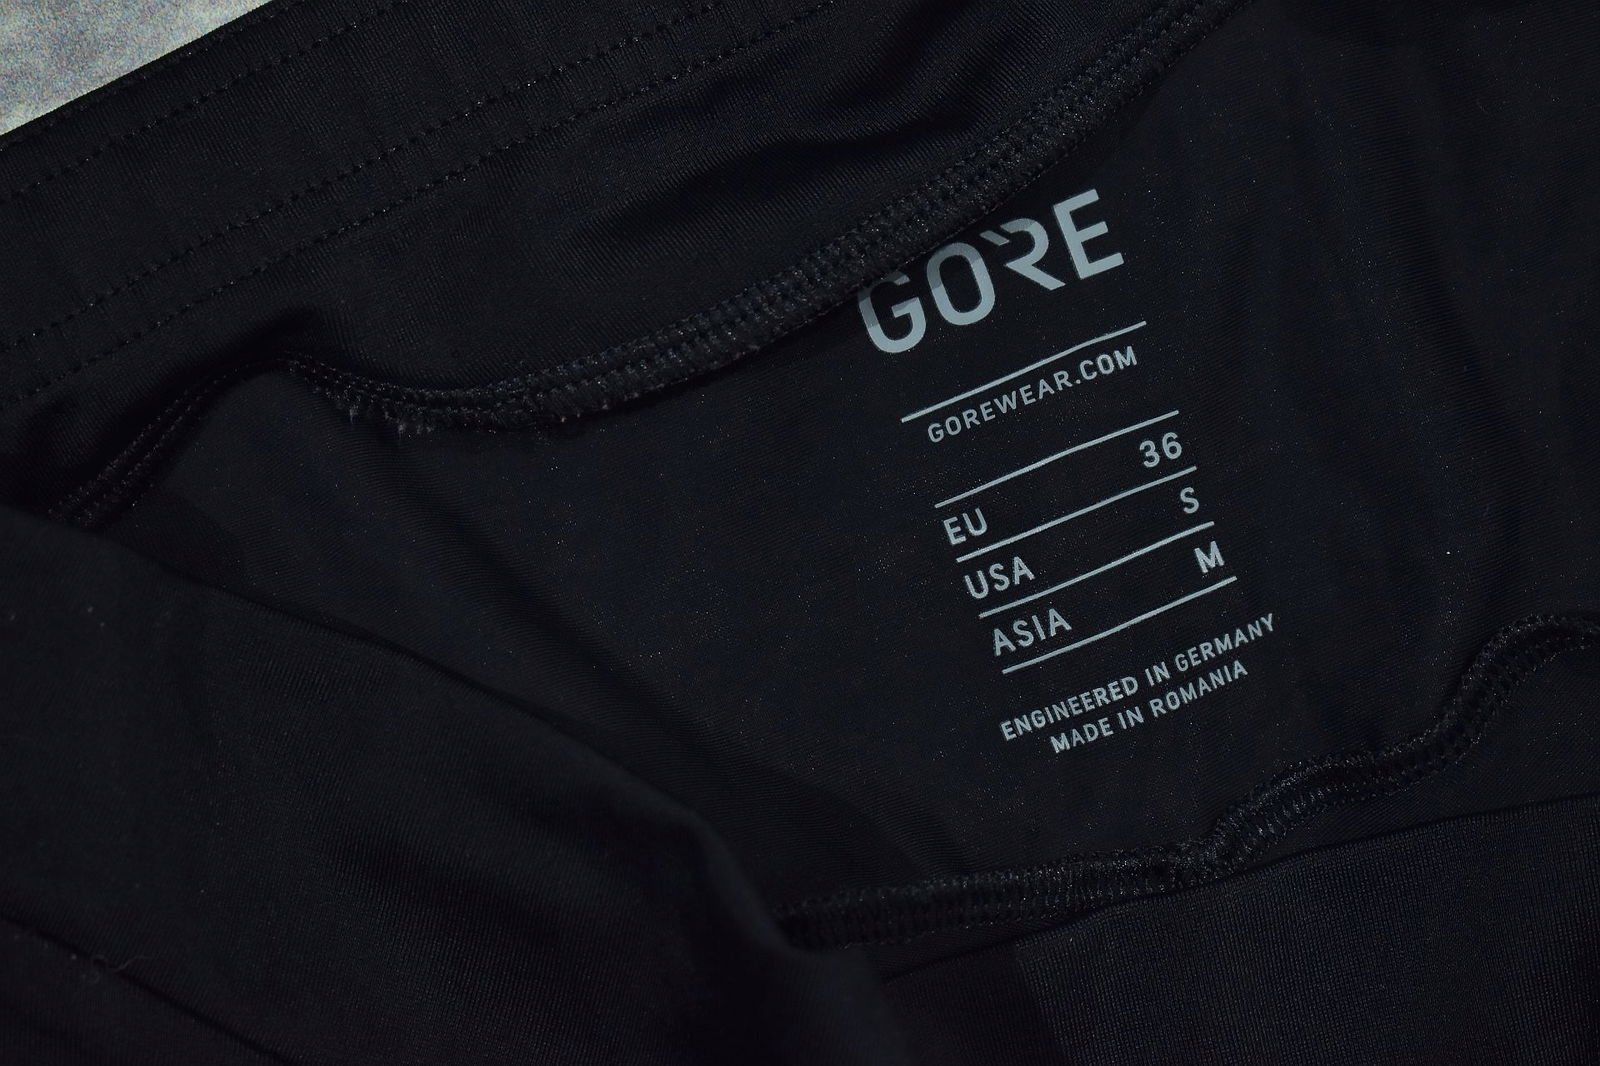 GORE
GOREWEAR.COM
EU 36
USA S
ASIA M
ENGINEERED IN GERMANY
MADE IN ROMANIA